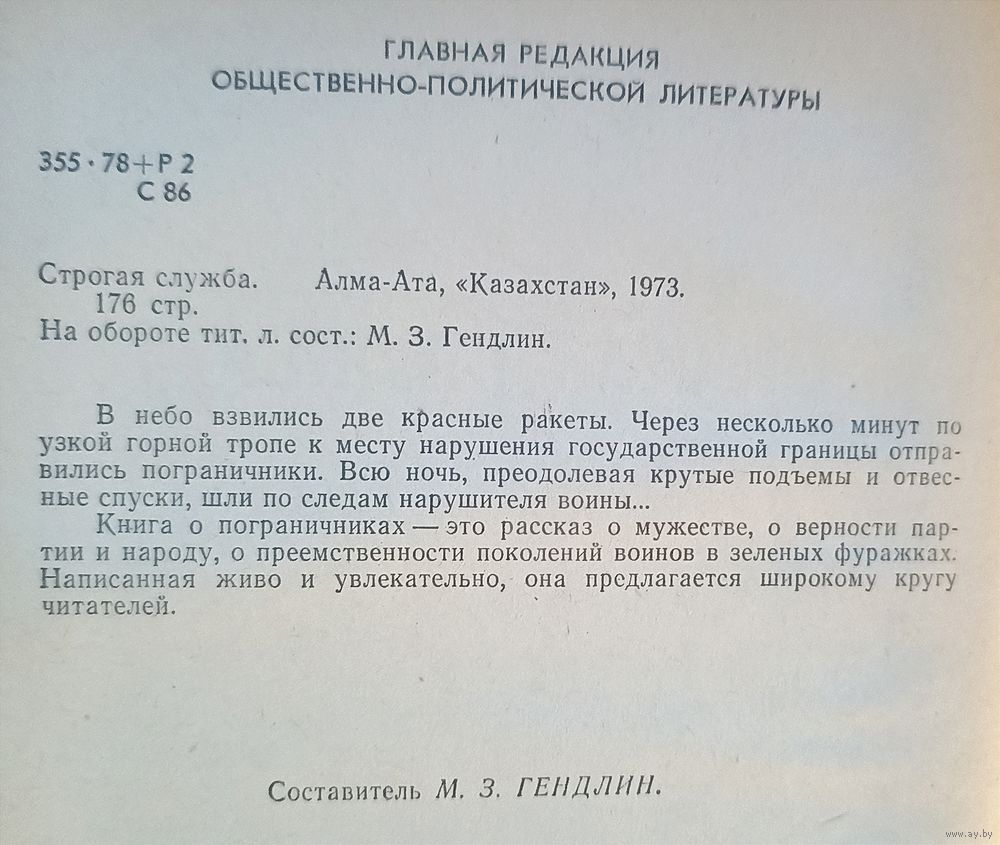 ГЛАВНАЯ РЕДАКЦИЯ
ОБЩЕСТВЕННО-ПОЛИТИЧЕСКОЙ ЛИТЕРАТУРЫ
355·78+Р 2
С 86
Строгая служба. Алма-Ата, «Казахстан», 1973.
176 стр.
На обороте тит. л. сост.: М. З. Гендлин.
В небо взвились две красные ракеты. Через несколько минут по
узкой горной тропе к месту нарушения государственной границы отпра-
вились пограничники. Всю ночь, преодолевая крутые подъемы и отвес-
ные спуски, шли по следам нарушителя воины...
Книга о пограничниках — это рассказ о мужестве, о верности пар-
тии и народу, о преемственности поколений воинов в зеленых фуражках.
Написанная живо и увлекательно, она предлагается широкому кругу
читателей.
Составитель М. З. ГЕНДЛИН.
www.ay.by